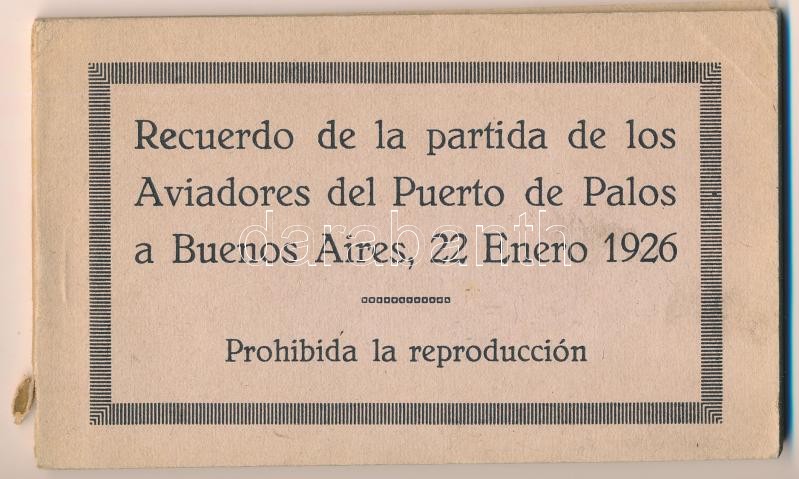 Recuerdo de la partida de los
Aviadores del Puerto de Palos
a Buenos Aires, 22 Enero 1926
Prohibida la reproducción
darabanth